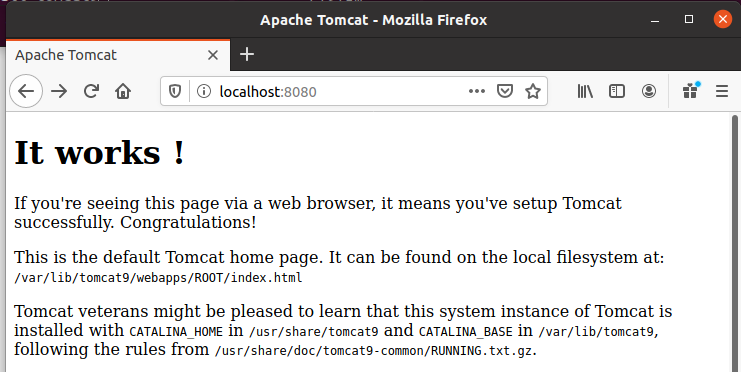 Apache Tomcat - Mozilla Firefox
Apache Tomcat
localhost:8080
It works !
If you're seeing this page via a web browser, it means you've setup Tomcat
successfully. Congratulations!
This is the default Tomcat home page. It can be found on the local filesystem at:
/var/lib/tomcat9/webapps/ROOT/index.html
Tomcat veterans might be pleased to learn that this system instance of Tomcat is
installed with CATALINA_HOME in /usr/share/tomcat9 and CATALINA_BASE in /var/lib/tomcat9,
following the rules from /usr/share/doc/tomcat9-common/RUNNING.txt.gz.